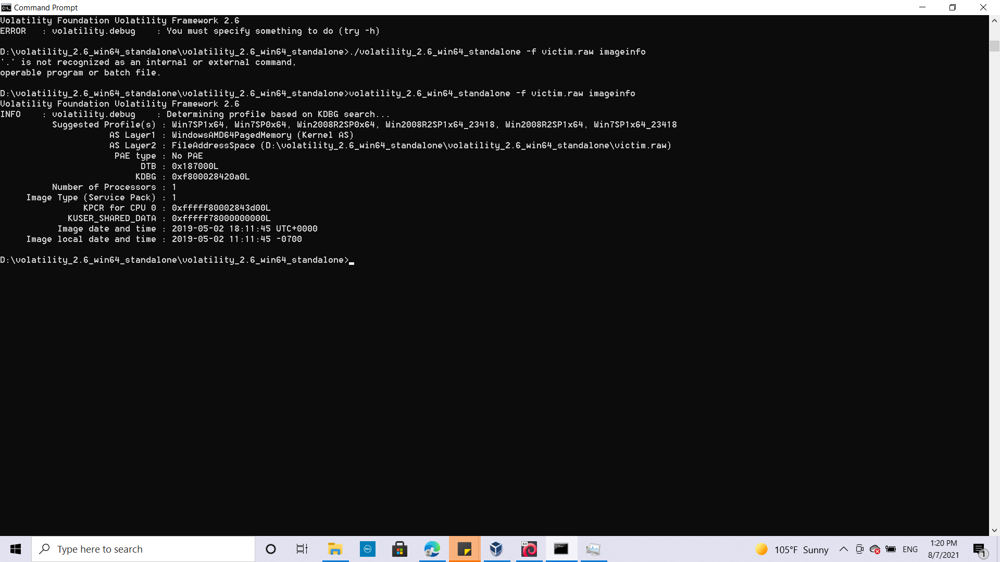 Command Prompt
Volatility Foundation Volatility Framework 2.6
ERROR   : volatility.debug    : You must specify something to do (try -h)
D:\volatility_2.6_win64_standalone\volatility_2.6_win64_standalone>./volatility_2.6_win64_standalone -f victim.raw imageinfo
'.' is not recognized as an internal or external command,
operable program or batch file.
D:\volatility_2.6_win64_standalone\volatility_2.6_win64_standalone>volatility_2.6_win64_standalone -f victim.raw imageinfo
Volatility Foundation Volatility Framework 2.6
INFO    : volatility.debug    : Determining profile based on KDBG search...
Suggested Profile(s) : Win7SP1x64, Win7SP0x64, Win2008R2SP0x64, Win2008R2SP1x64_23418, Win2008R2SP1x64, Win7SP1x64_23418
AS Layer1 : WindowsAMD64PagedMemory (Kernel AS)
AS Layer2 : FileAddressSpace (D:\volatility_2.6_win64_standalone\volatility_2.6_win64_standalone\victim.raw)
PAE type : No PAE
DTB : 0x187000L
KDBG : 0xf800028420a0L
Number of Processors : 1
Image Type (Service Pack) : 1
KPCR for CPU 0 : 0xfffff80002843d00L
KUSER_SHARED_DATA : 0xfffff78000000000L
Image date and time : 2019-05-02 18:11:45 UTC+0000
Image local date and time : 2019-05-02 11:11:45 -0700
D:\volatility_2.6_win64_standalone\volatility_2.6_win64_standalone>
Type here to search
DELL
64
105°F Sunny
ENG
1:20 PM
8/7/2021
1